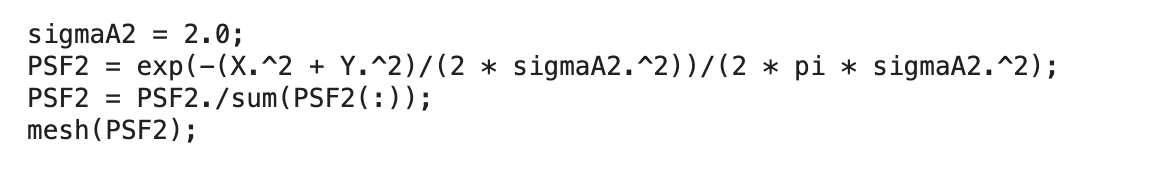 sigmaA2 = 2.0;
PSF2 = exp(-(X.^2 + Y.^2)/(2 * sigmaA2.^2))/(2 * pi * sigmaA2.^2);
PSF2 = PSF2./sum(PSF2(:));
mesh(PSF2);